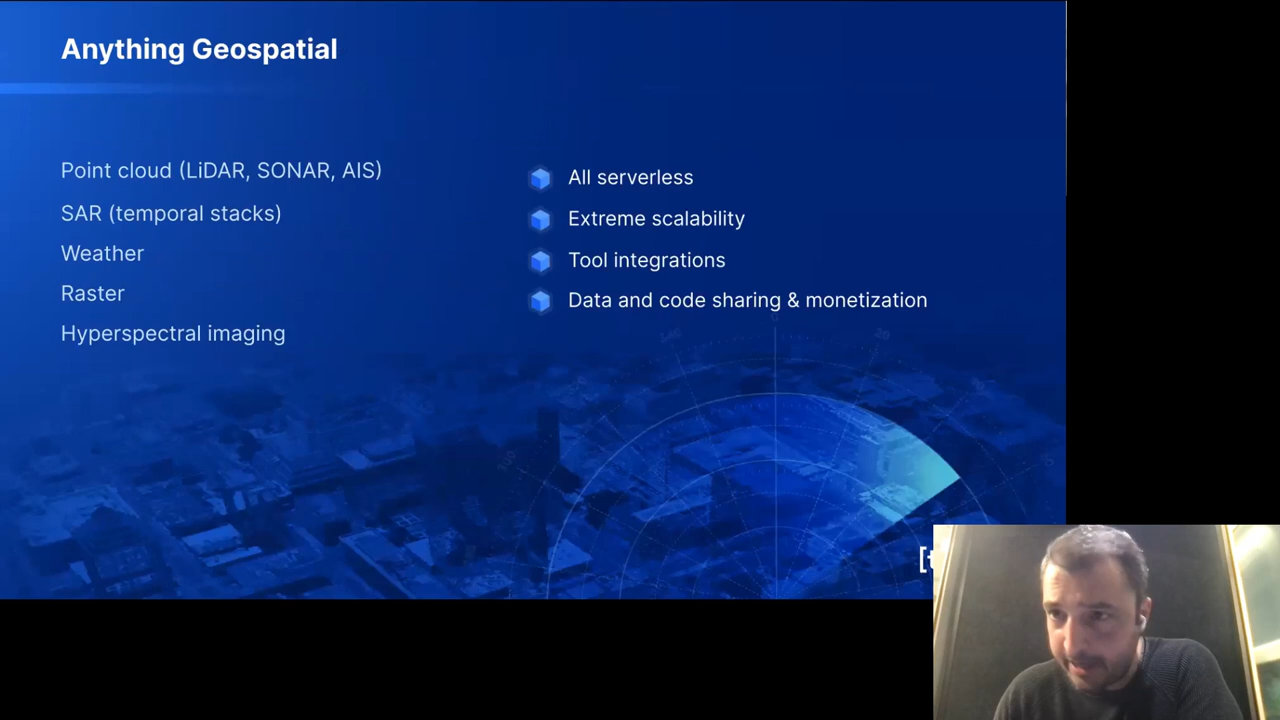 Anything Geospatial
Point cloud (LiDAR, SONAR, AIS)
SAR (temporal stacks)
Weather
Raster
Hyperspectral imaging
All serverless
Extreme scalability
Tool integrations
Data and code sharing & monetization